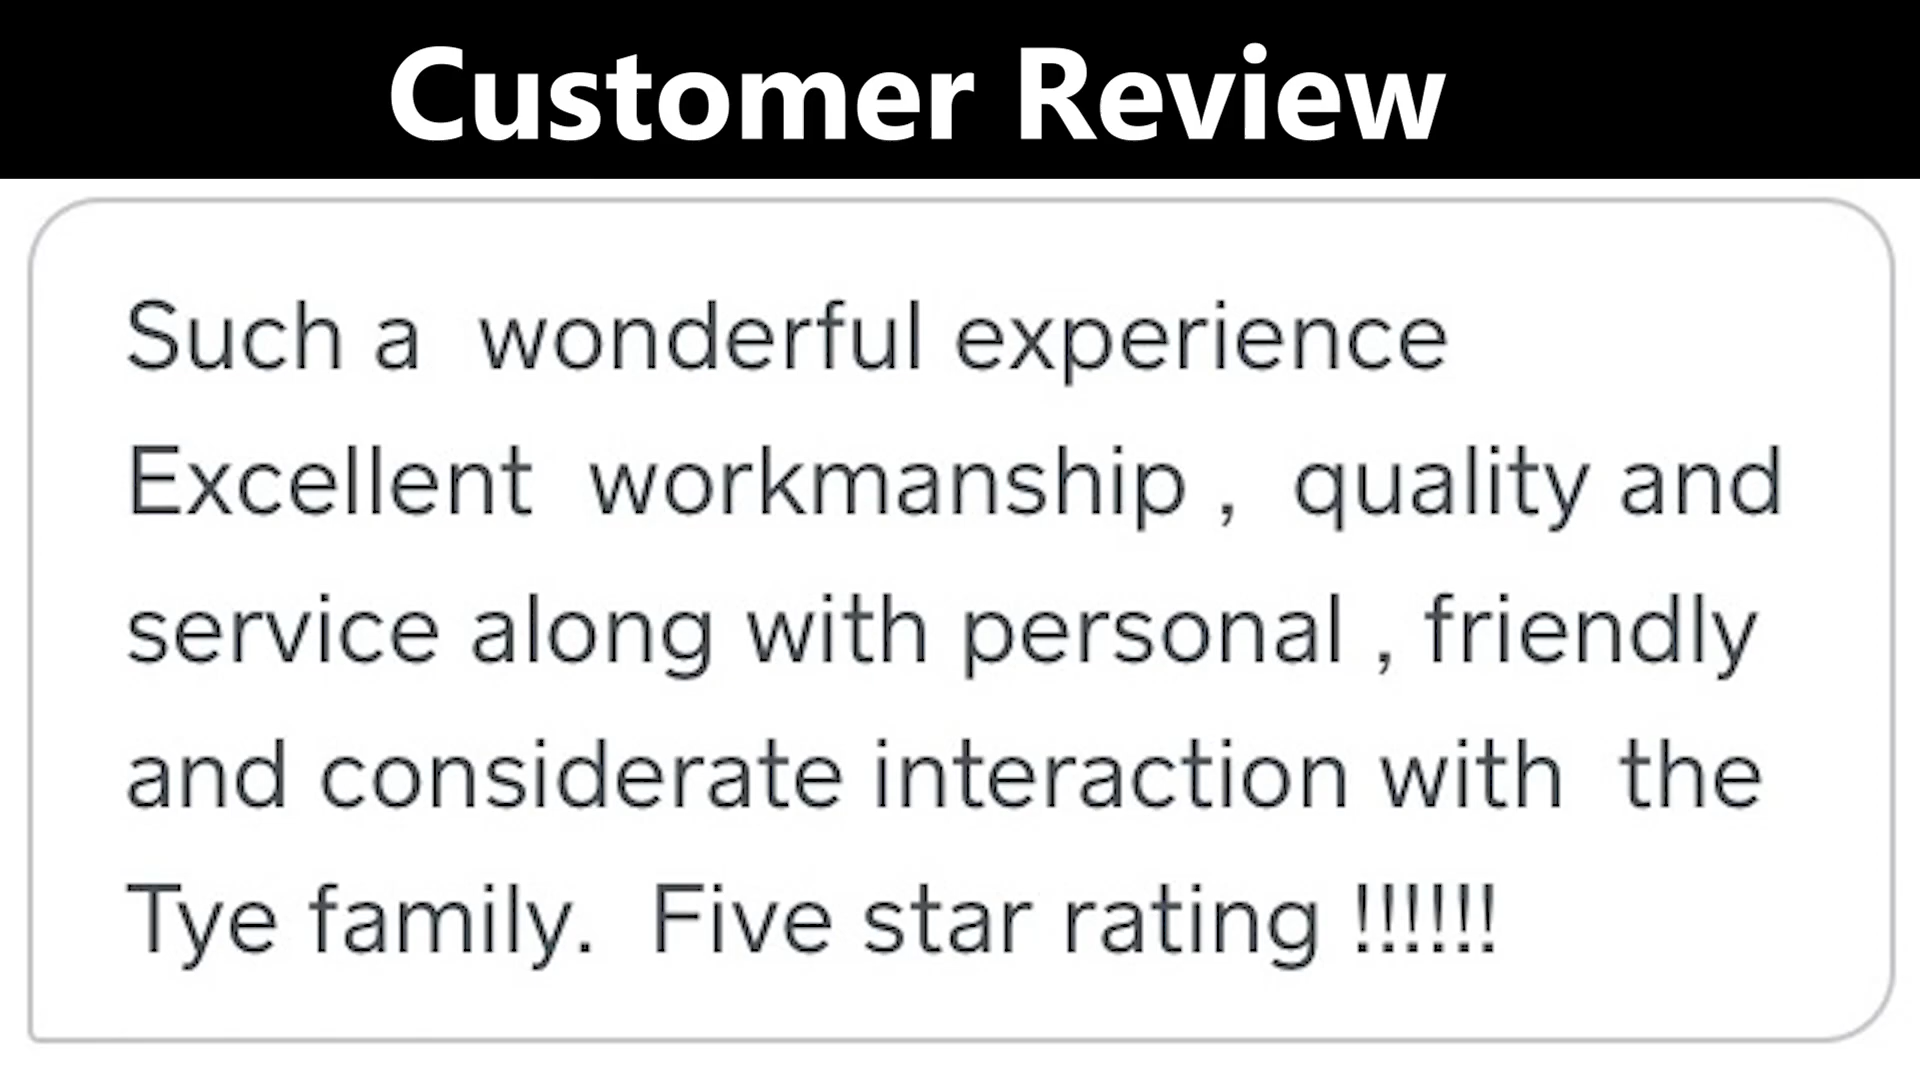 Customer Review
Such a  wonderful experience
Excellent  workmanship ,  quality and
service along with personal , friendly
and considerate interaction with  the
Tye family.  Five star rating !!!!!!